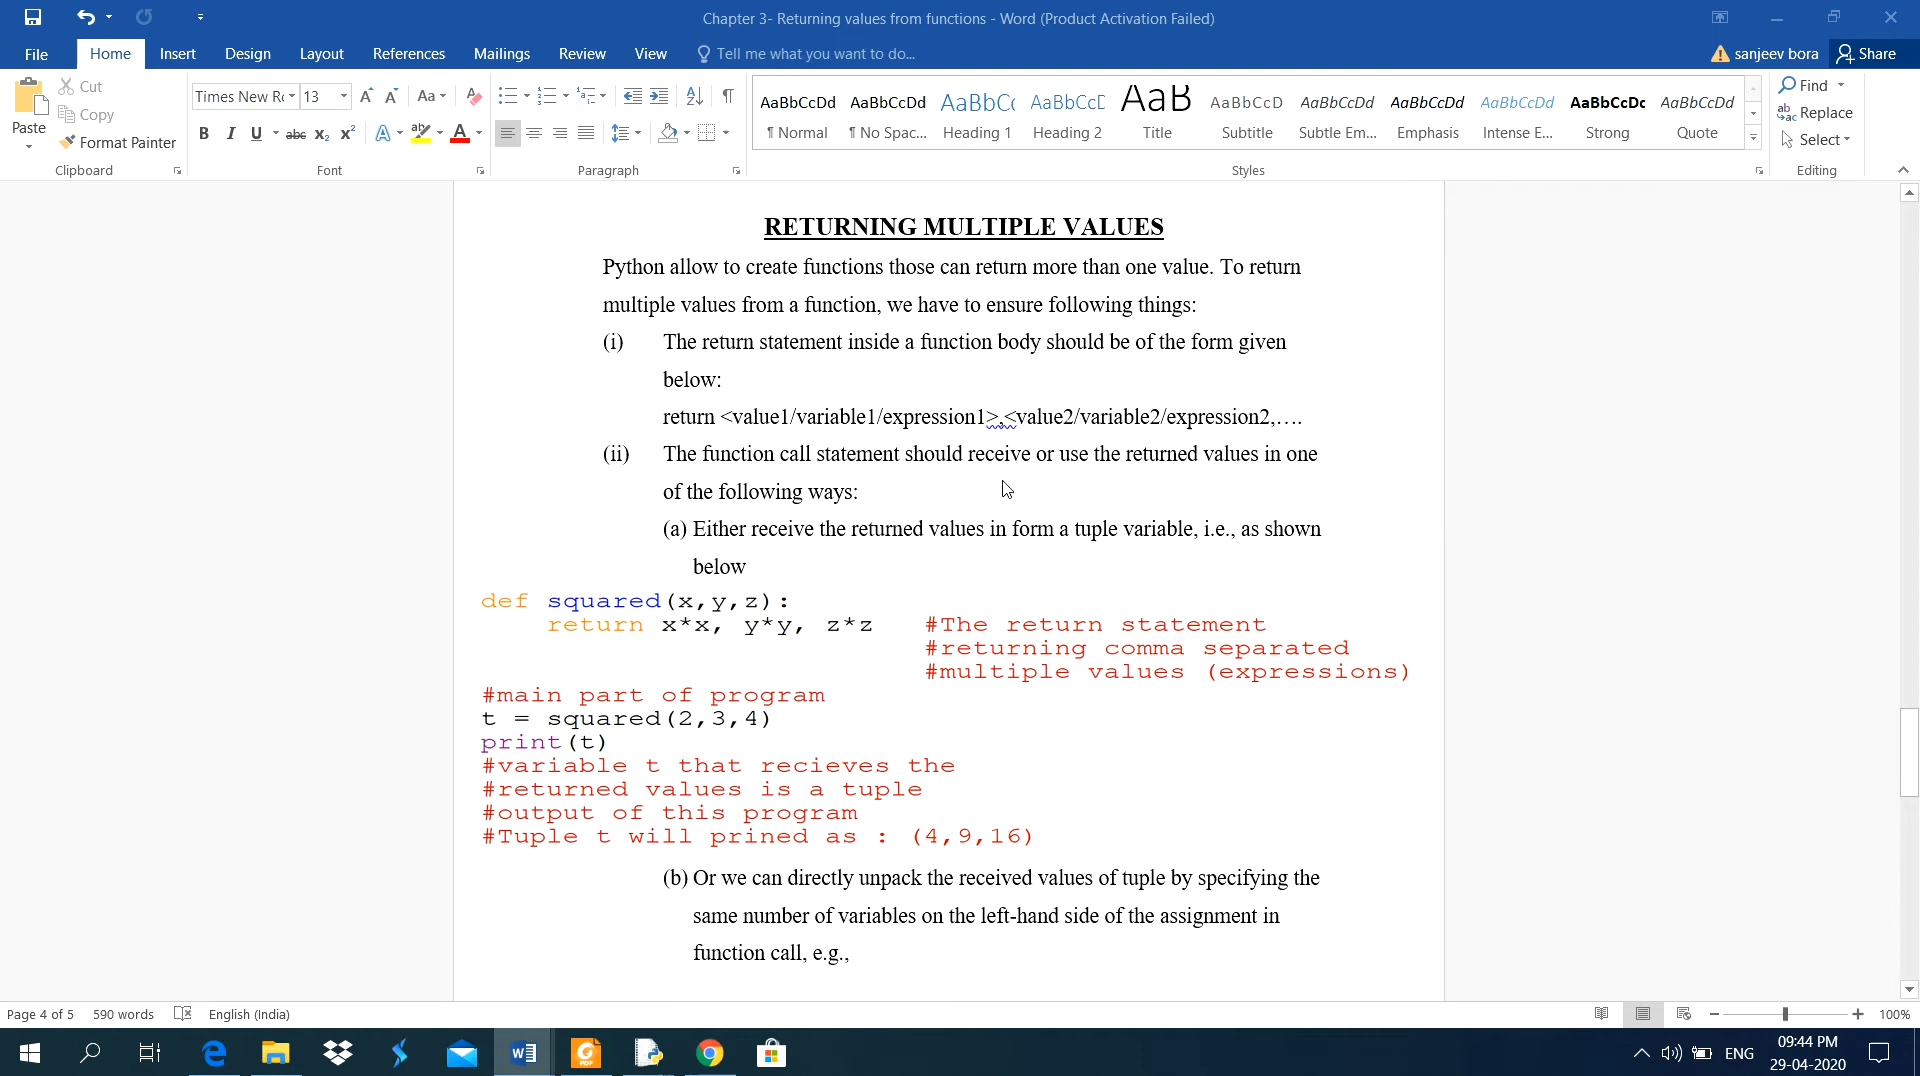 Chapter 3- Returning values from functions - Word (Product Activation Failed)
File Home Insert Design Layout References Mailings Review View Tell me what you want to do... sanjeev bora Share
Paste
Cut
Copy
Format Painter
Clipboard
Times New Rc 13
Font
Paragraph
AaBbCcDd AaBbCcDd AaBbCc AaBbCcD AaB AaBbCcD AaBbCcDd AaBbCcDd AaBbCcDd AaBbCcDc AaBbCcDd
¶ Normal ¶ No Spac... Heading 1 Heading 2 Title Subtitle Subtle Em... Emphasis Intense E... Strong Quote
Styles
Find
Replace
Select
Editing
RETURNING MULTIPLE VALUES
Python allow to create functions those can return more than one value. To return
multiple values from a function, we have to ensure following things:
(i) The return statement inside a function body should be of the form given
below:
return <value1/variable1/expression1>,<value2/variable2/expression2,….
(ii) The function call statement should receive or use the returned values in one
of the following ways:
(a) Either receive the returned values in form a tuple variable, i.e., as shown
below
def squared(x,y,z):
return x*x, y*y, z*z #The return statement
#returning comma separated
#multiple values (expressions)
#main part of program
t = squared(2,3,4)
print(t)
#variable t that recieves the
#returned values is a tuple
#output of this program
#Tuple t will prined as : (4,9,16)
(b) Or we can directly unpack the received values of tuple by specifying the
same number of variables on the left-hand side of the assignment in
function call, e.g.,
Page 4 of 5 590 words English (India) 100%
ENG
09:44 PM
29-04-2020